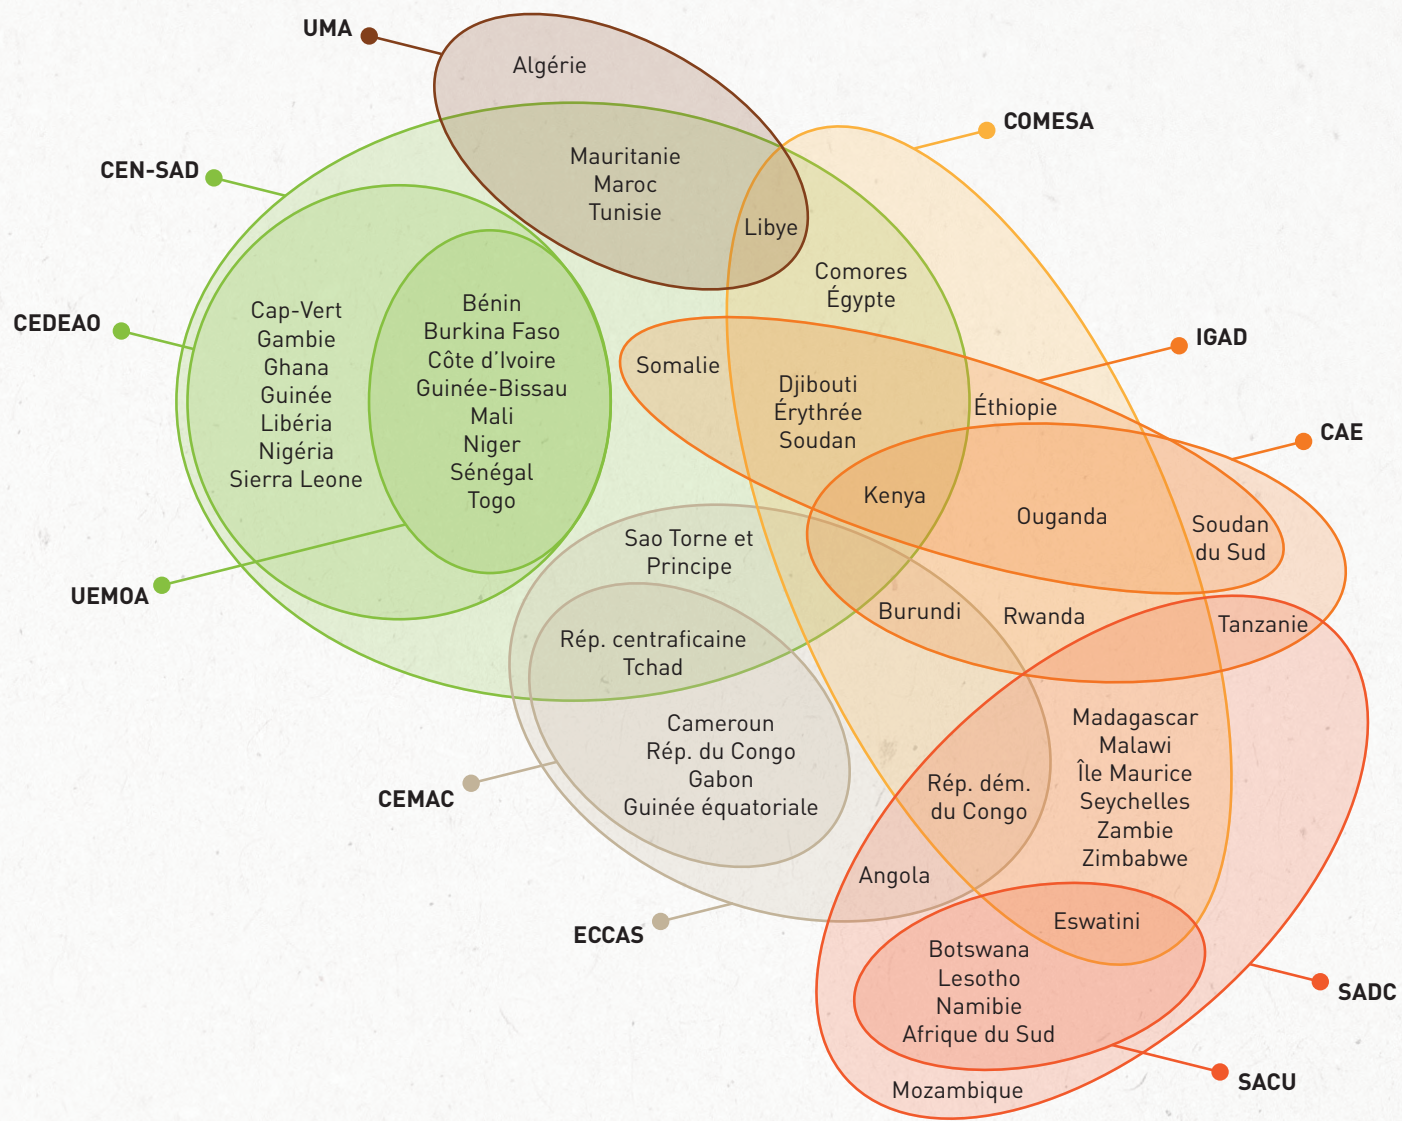 UMA
Algérie
COMESA
CEN-SAD
Mauritanie
Maroc
Tunisie
Libye
Comores
Égypte
CEDEAO
Cap-Vert
Gambie
Ghana
Guinée
Libéria
Nigéria
Sierra Leone
Bénin
Burkina Faso
Côte d'Ivoire
Guinée-Bissau
Mali
Niger
Sénégal
Togo
IGAD
Somalie
Djibouti
Érythrée
Soudan
Éthiopie
CAE
Kenya
Ouganda
Soudan
du Sud
UEMOA
Sao Torne et
Principe
Burundi
Rwanda
Tanzanie
Rép. centraficaine
Tchad
Cameroun
Rép. du Congo
Gabon
Guinée équatoriale
CEMAC
Rép. dém.
du Congo
Madagascar
Malawi
Île Maurice
Seychelles
Zambie
Zimbabwe
Angola
ECCAS
Eswatini
Botswana
Lesotho
Namibie
Afrique du Sud
SADC
SACU
Mozambique